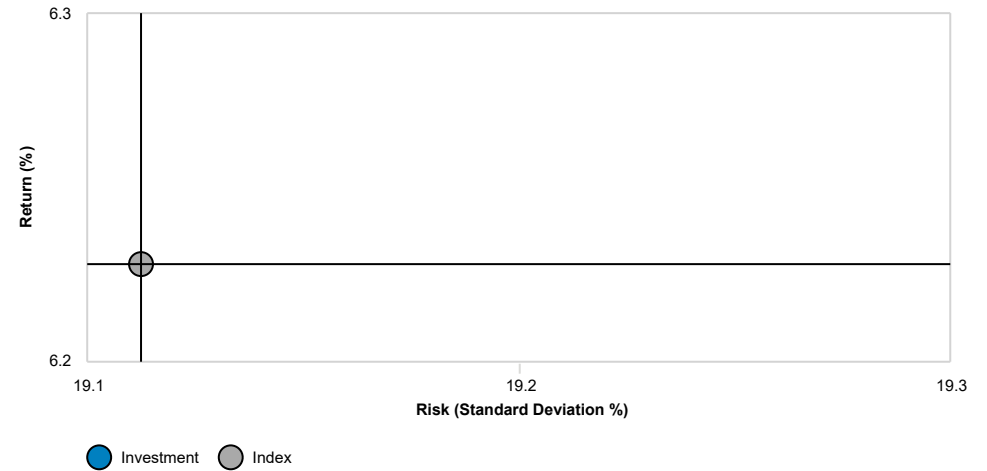 6.3
Return (%)
6.2
19.1 19.2 19.3
Risk (Standard Deviation %)
Investment Index